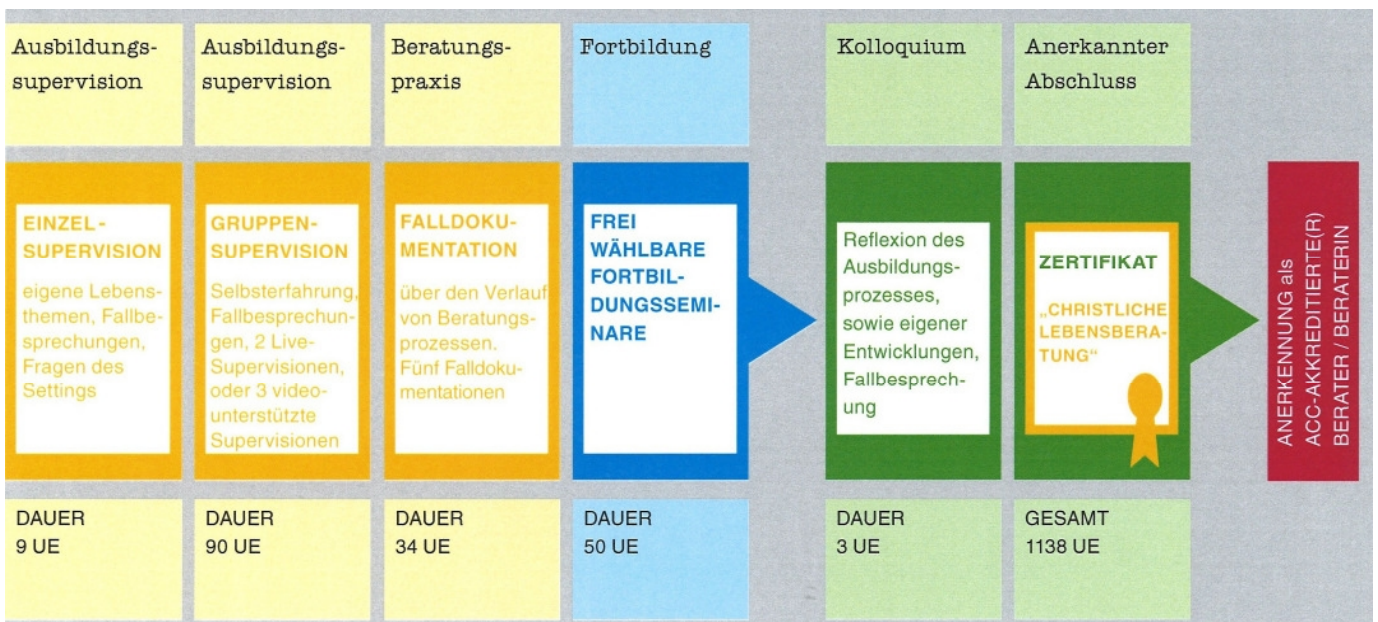 Ausbildungs-
supervision
Ausbildungs-
supervision
Beratungs-
praxis
Fortbildung
Kolloquium
Anerkannter
Abschluss
EINZEL-
SUPERVISION
eigene Lebens-
themen, Fallbe-
sprechungen,
Fragen des
Settings
GRUPPEN-
SUPERVISION
Selbsterfahrung,
Fallbesprechun-
gen, 2 Live-
Supervisionen,
oder 3 video-
unterstützte
Supervisionen
FALLDOKU-
MENTATION
über den Verlauf
von Beratungs-
prozessen.
Fünf Falldoku-
mentationen
FREI
WÄHLBARE
FORTBIL-
DUNGSSEMI-
NARE
Reflexion des
Ausbildungs-
prozesses,
sowie eigener
Entwicklungen,
Fallbesprech-
ung
ZERTIFIKAT
„CHRISTLICHE
LEBENSBERA-
TUNG“
ANERKENNUNG als
ACC-AKKREDITIERTE(R)
BERATER / BERATERIN
DAUER
9 UE
DAUER
90 UE
DAUER
34 UE
DAUER
50 UE
DAUER
3 UE
GESAMT
1138 UE